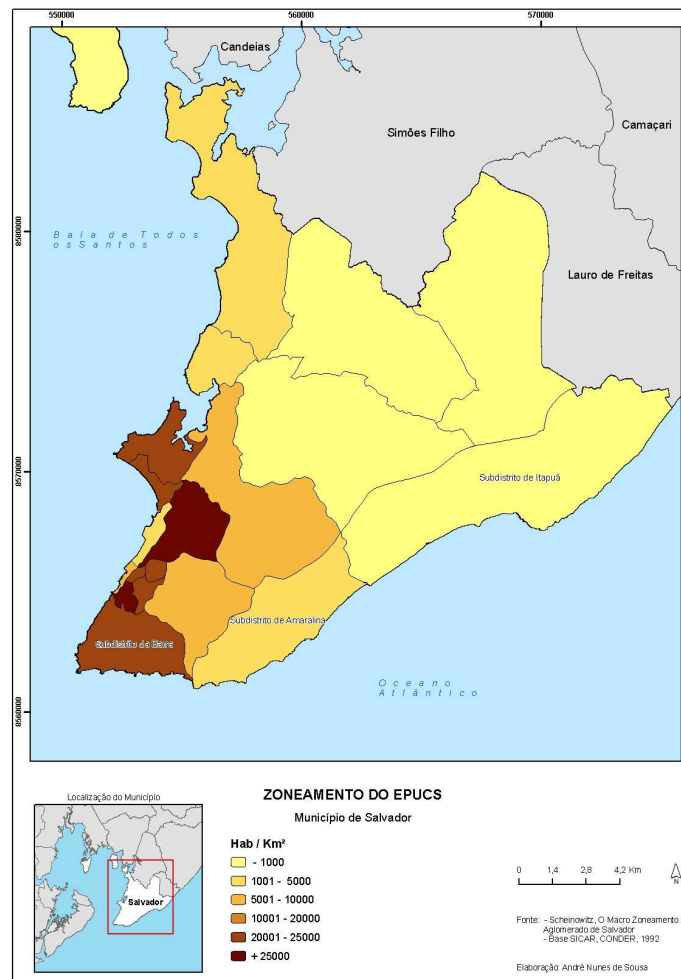 550000
560000
570000
Candeias
Camaçari
Simões Filho
8580000
Baía de Todos
os Santos
Lauro de Freitas
8570000
Subdistrito de Itapuã
Subdistrito de Amaralina
Subdistrito da Barra
Oceano
Atlântico
8560000
ZONEAMENTO DO EPUCS
Município de Salvador
Localização do Município
Salvador
Hab / Km²
- 1000
1001 - 5000
5001 - 10000
10001 - 20000
20001 - 25000
+ 25000
0 1,4 2,8 4,2 Km
N
Fonte: - Scheinowitz, O Macro Zoneamento
Aglomerado de Salvador
- Base SICAR, CONDER, 1992
Elaboração: André Nunes de Sousa